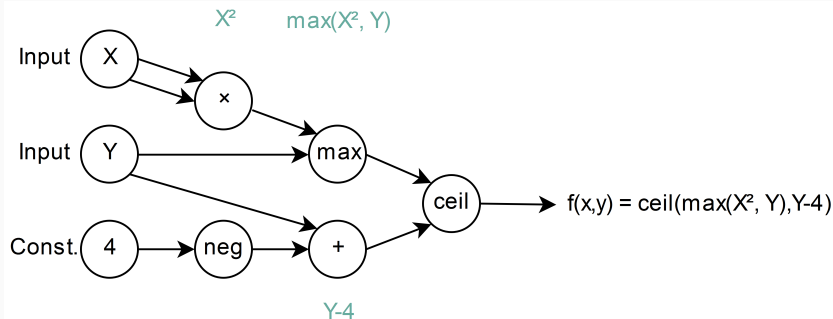 X² max(X², Y)
Input X
×
Input Y max
ceil f(x,y) = ceil(max(X², Y),Y-4)
Const. 4 neg +
Y-4